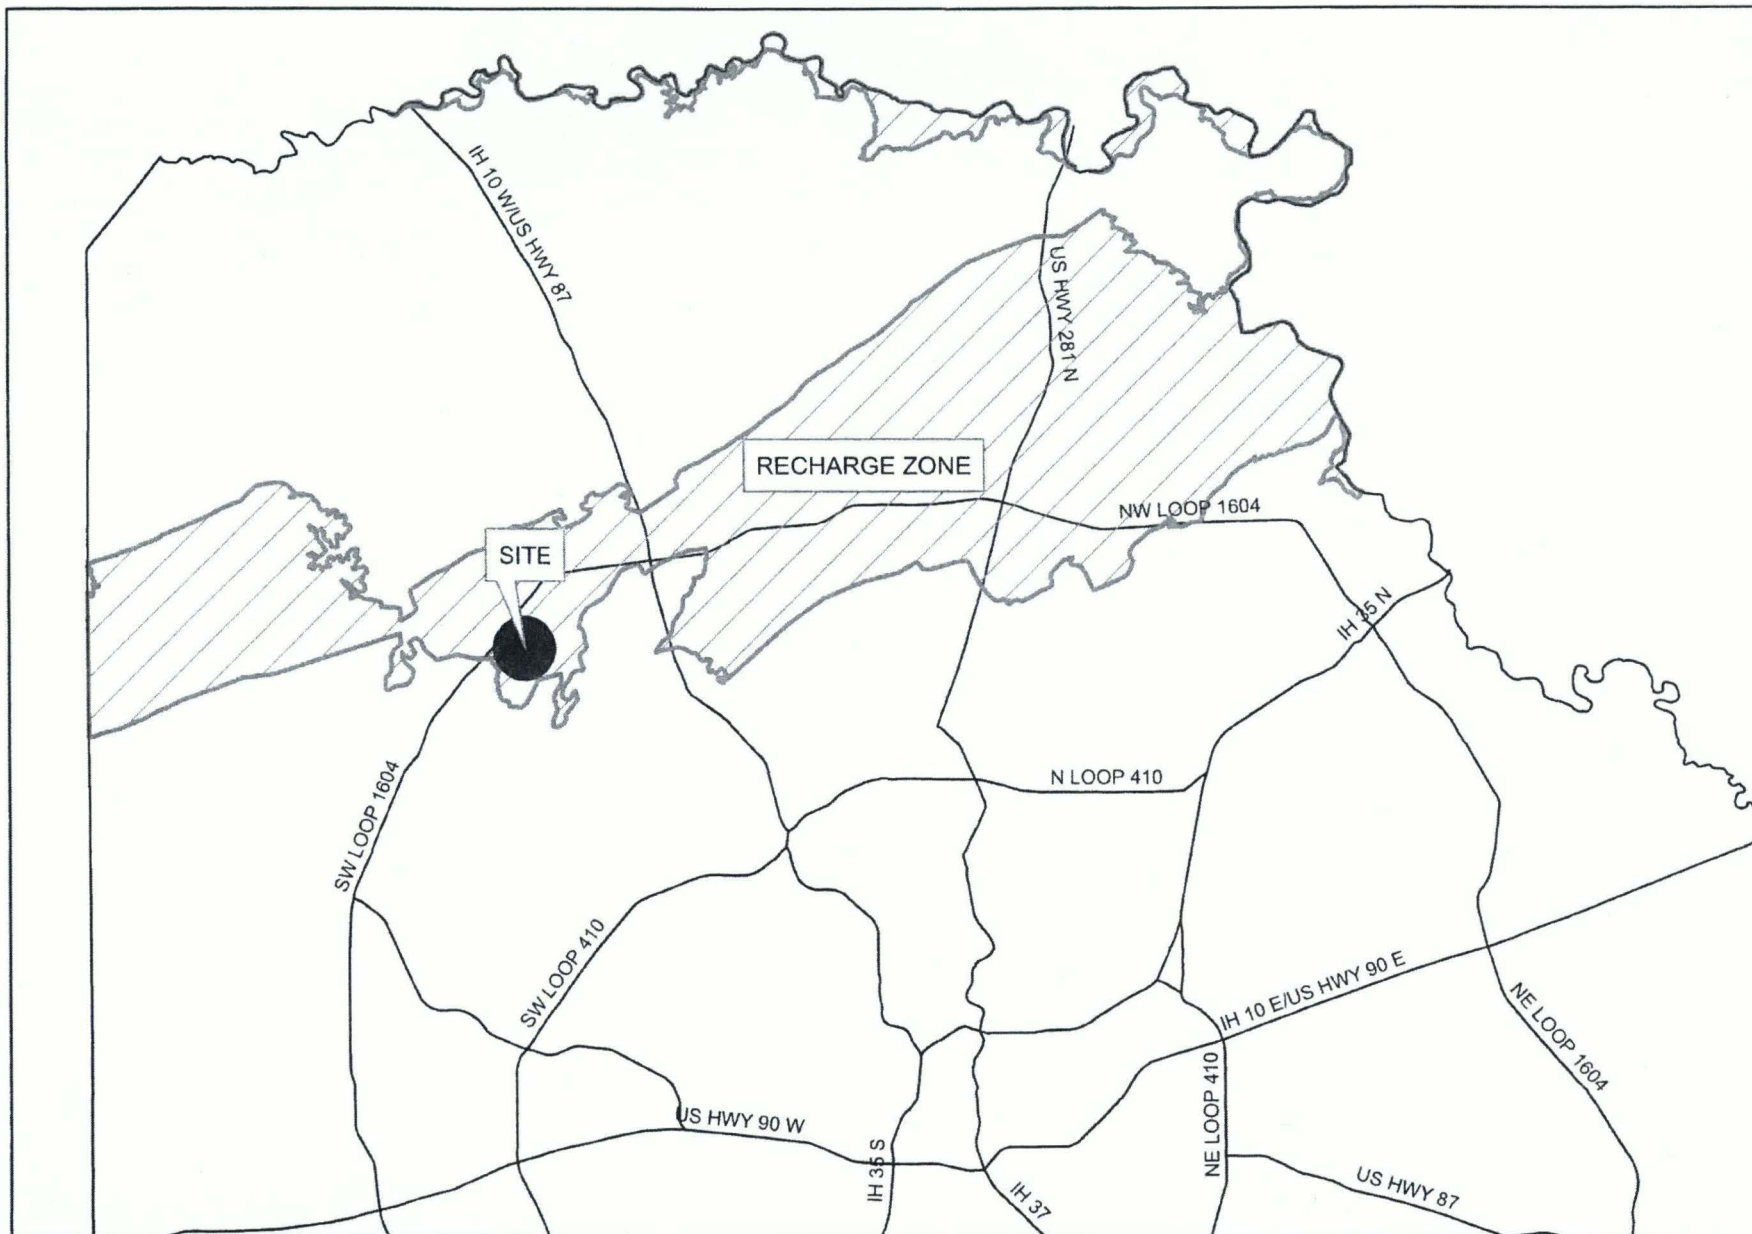 IH 10 W/US HWY 87
US HWY 281 N
RECHARGE ZONE
NW LOOP 1604
SITE
IH 35 N
N LOOP 410
SW LOOP 1604
SW LOOP 410
IH 10 E/US HWY 90 E
NE LOOP 1604
NE LOOP 410
US HWY 90 W
IH 35 S
IH 37
US HWY 87